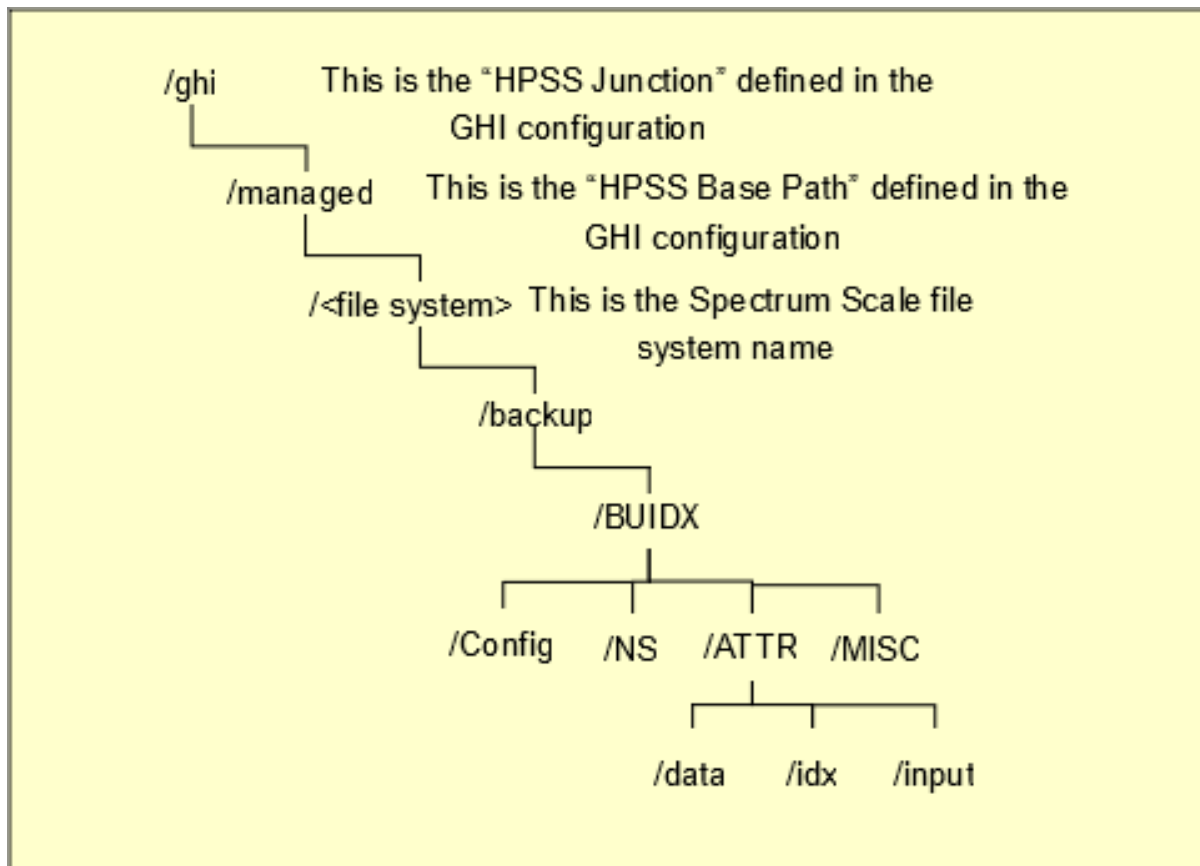 /ghi This is the “HPSS Junction” defined in the
GHI configuration
/managed This is the “HPSS Base Path” defined in the
GHI configuration
/<file system> This is the Spectrum Scale file
system name
/backup
/BUIDX
/Config /NS /ATTR /MISC
/data /idx /input